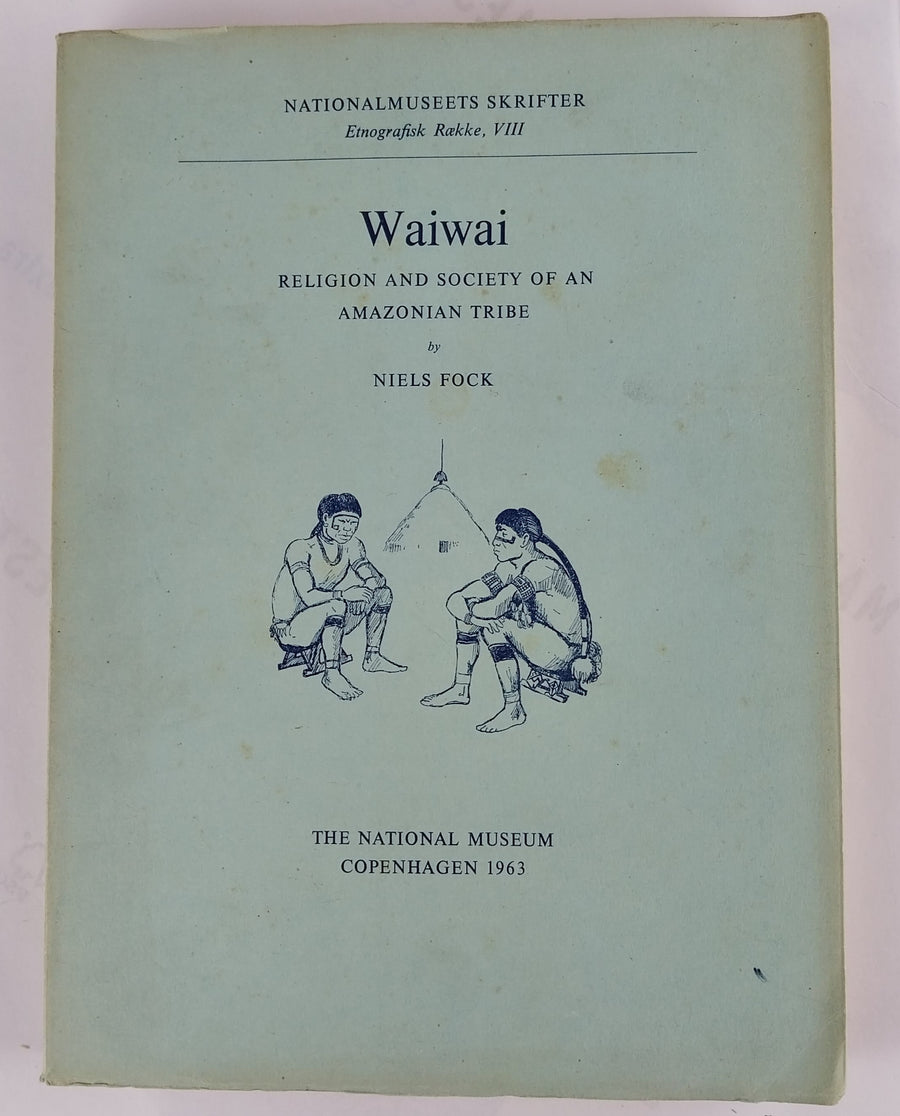 NATIONALMUSEETS SKRIFTER
Etnografisk Række, VIII
Waiwai
RELIGION AND SOCIETY OF AN
AMAZONIAN TRIBE
by
NIELS FOCK
THE NATIONAL MUSEUM
COPENHAGEN 1963